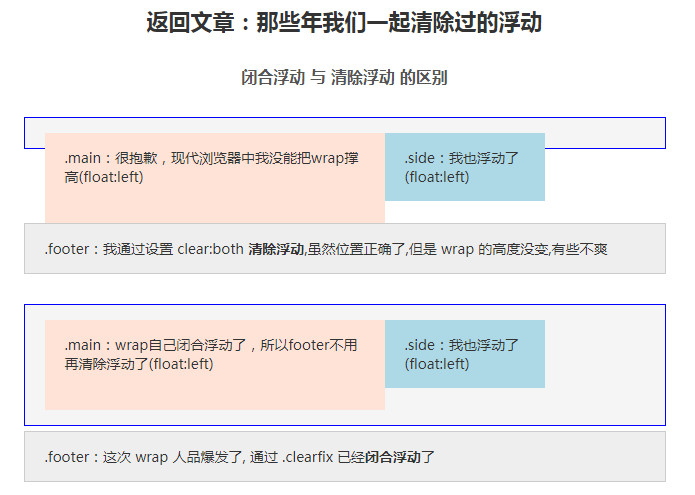 返回文章：那些年我们一起清除过的浮动
闭合浮动 与 清除浮动 的区别
.main：很抱歉，现代浏览器中我没能把wrap撑
高(float:left)
.side：我也浮动了
(float:left)
.footer：我通过设置 clear:both 清除浮动,虽然位置正确了,但是 wrap 的高度没变,有些不爽
.main：wrap自己闭合浮动了，所以footer不用
再清除浮动了(float:left)
.side：我也浮动了
(float:left)
.footer：这次 wrap 人品爆发了, 通过 .clearfix 已经闭合浮动了